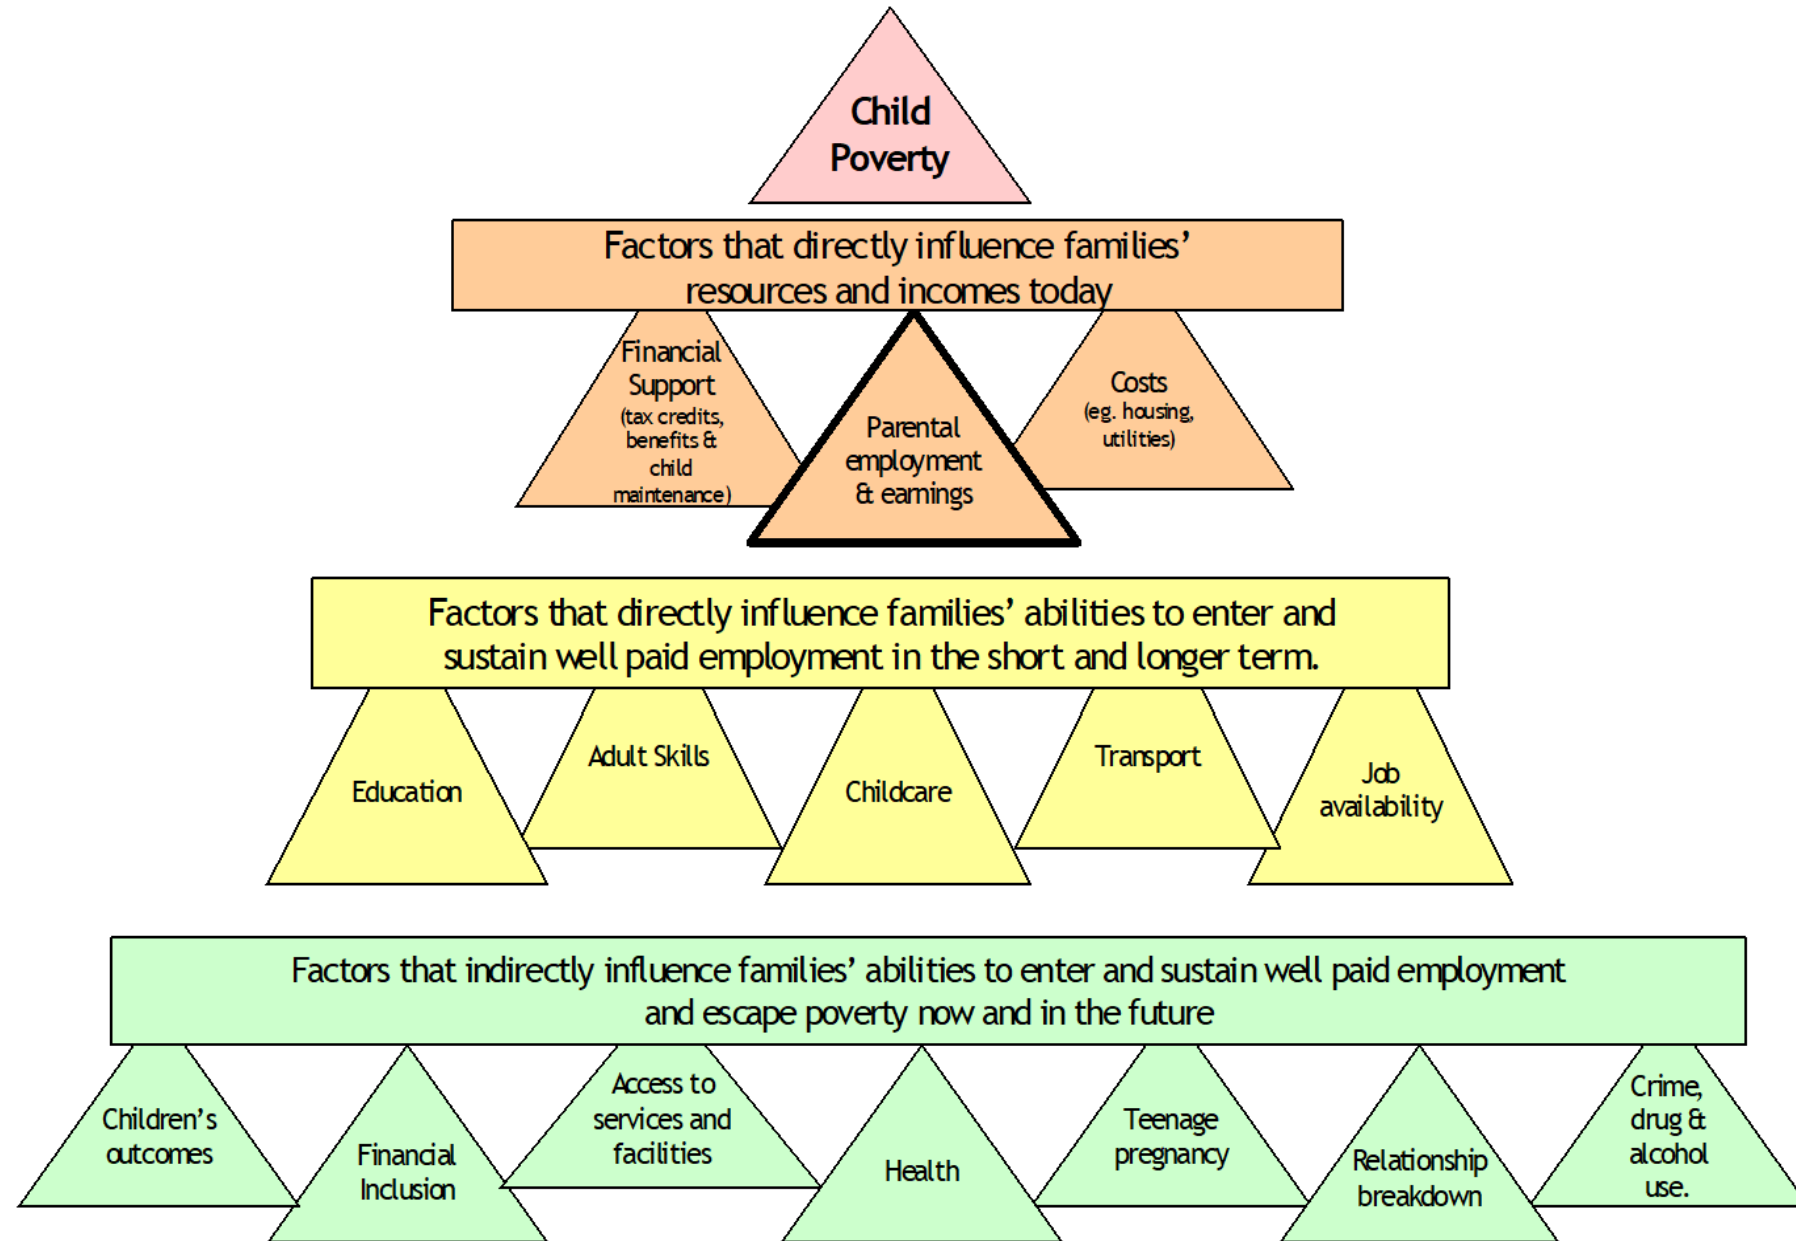 Child
Poverty
Factors that directly influence families’
resources and incomes today
Financial
Support
(tax credits,
benefits &
child
maintenance)
Parental
employment
& earnings
Costs
(eg. housing,
utilities)
Factors that directly influence families’ abilities to enter and
sustain well paid employment in the short and longer term.
Education
Adult Skills
Childcare
Transport
Job
availability
Factors that indirectly influence families’ abilities to enter and sustain well paid employment
and escape poverty now and in the future
Children’s
outcomes
Financial
Inclusion
Access to
services and
facilities
Health
Teenage
pregnancy
Relationship
breakdown
Crime,
drug &
alcohol
use.